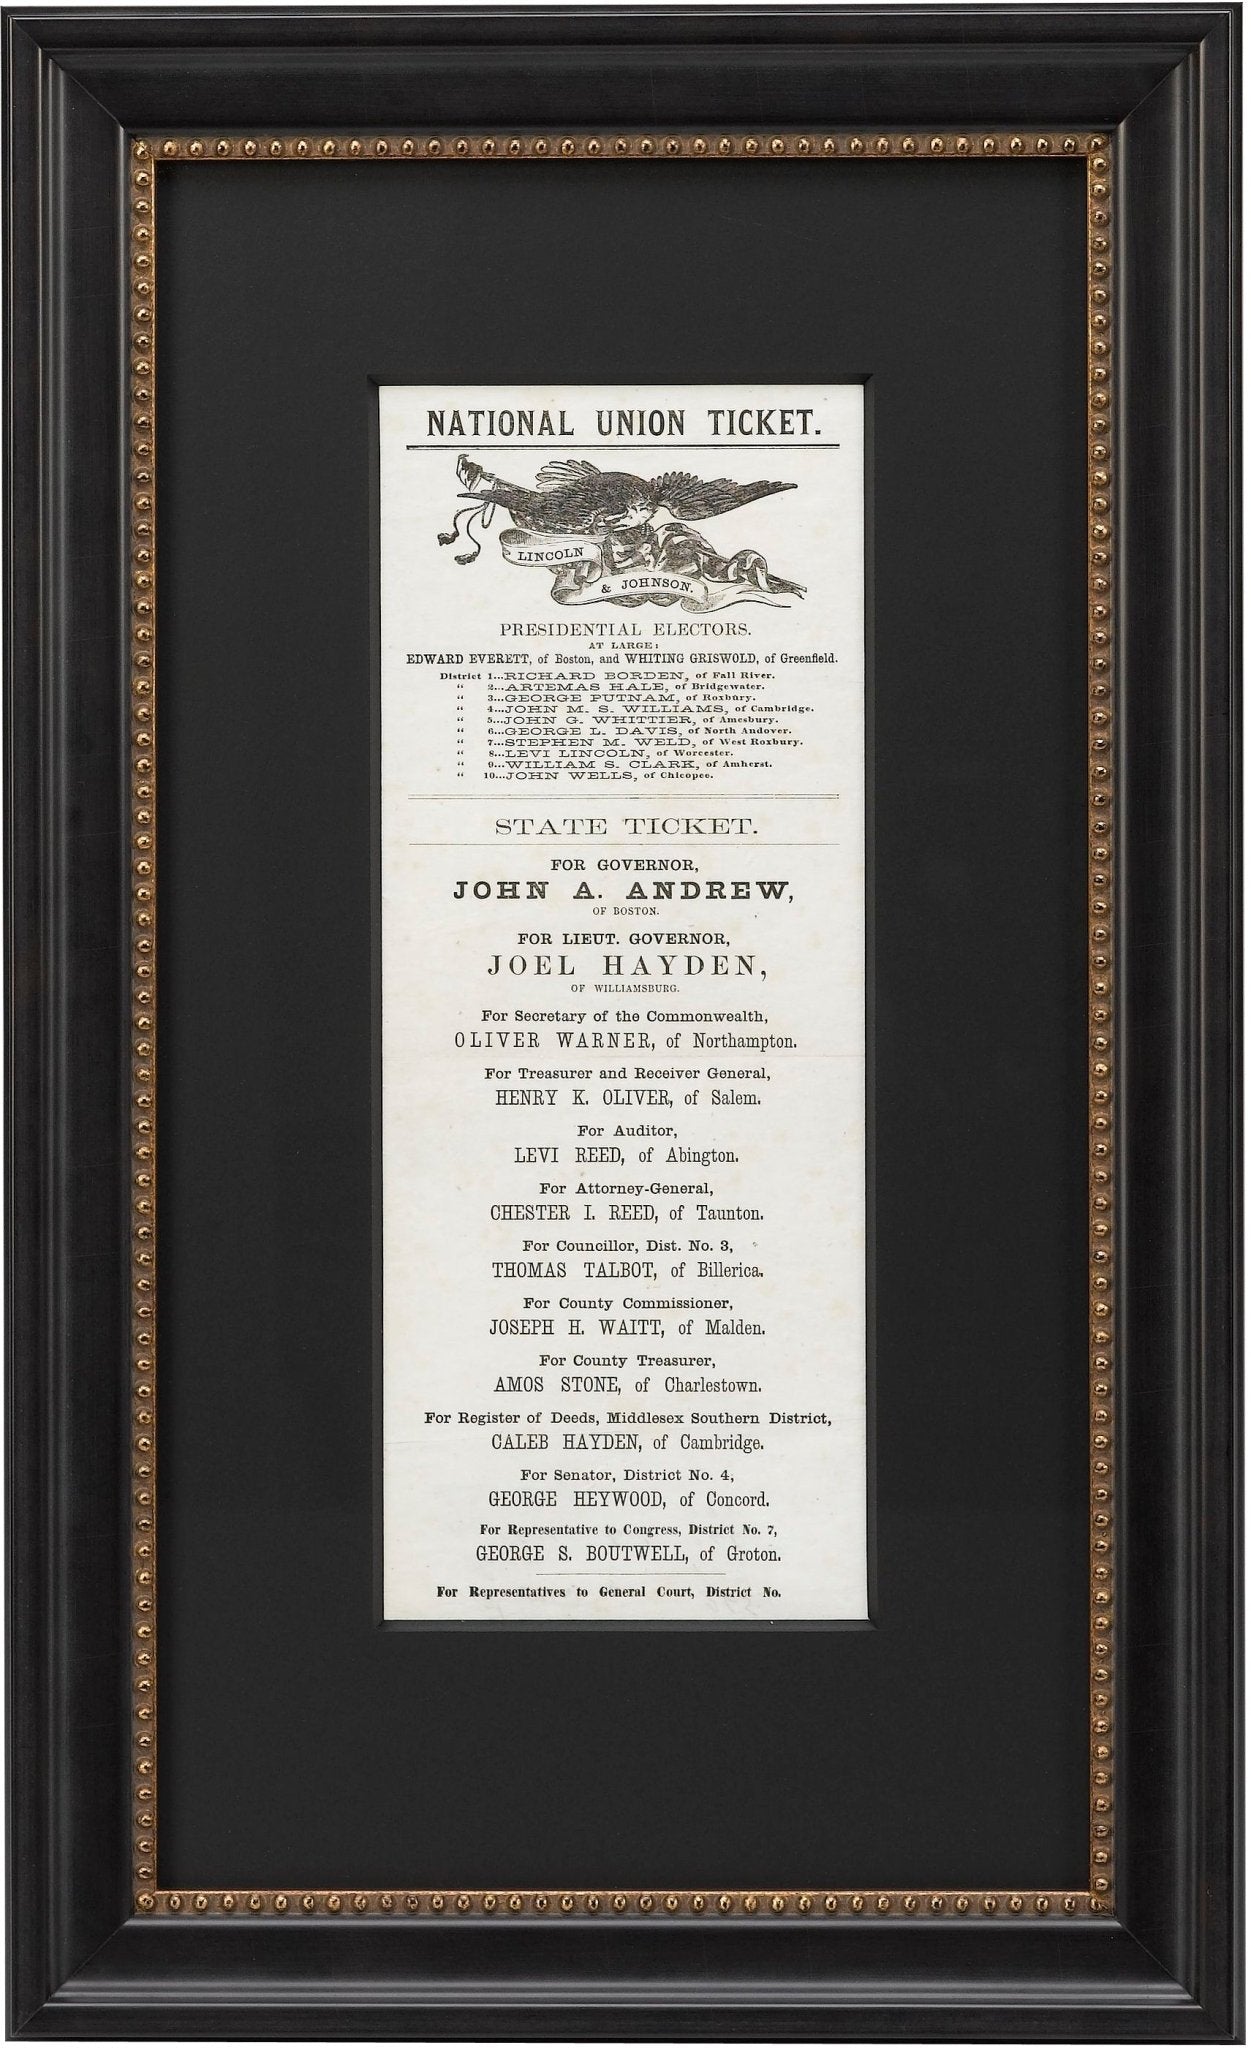 NATIONAL UNION TICKET.
LINCOLN
& JOHNSON.
PRESIDENTIAL ELECTORS.
AT LARGE:
EDWARD EVERETT, of Boston, and WHITING GRISWOLD, of Greenfield.
District 1...RICHARD BORDEN, of Fall River.
" 2...ARTEMAS HALE, of Bridgewater.
" 3...GEORGE PUTNAM, of Roxbury.
" 4...JOHN M. S. WILLIAMS, of Cambridge.
" 5...JOHN G. WHITTIER, of Amesbury.
" 6...GEORGE L. DAVIS, of North Andover.
" 7...STEPHEN M. WELD, of West Roxbury.
" 8...LEVI LINCOLN, of Worcester.
" 9...WILLIAM S. CLARK, of Amherst.
" 10...JOHN WELLS, of Chicopee.
STATE TICKET.
FOR GOVERNOR,
JOHN A. ANDREW,
OF BOSTON.
FOR LIEUT. GOVERNOR,
JOEL HAYDEN,
OF WILLIAMSBURG.
For Secretary of the Commonwealth,
OLIVER WARNER, of Northampton.
For Treasurer and Receiver General,
HENRY K. OLIVER, of Salem.
For Auditor,
LEVI REED, of Abington.
For Attorney-General,
CHESTER I. REED, of Taunton.
For Councillor, Dist. No. 3,
THOMAS TALBOT, of Billerica.
For County Commissioner,
JOSEPH H. WAITT, of Malden.
For County Treasurer,
AMOS STONE, of Charlestown.
For Register of Deeds, Middlesex Southern District,
CALEB HAYDEN, of Cambridge.
For Senator, District No. 4,
GEORGE HEYWOOD, of Concord.
For Representative to Congress, District No. 7,
GEORGE S. BOUTWELL, of Groton.
For Representatives to General Court, District No.